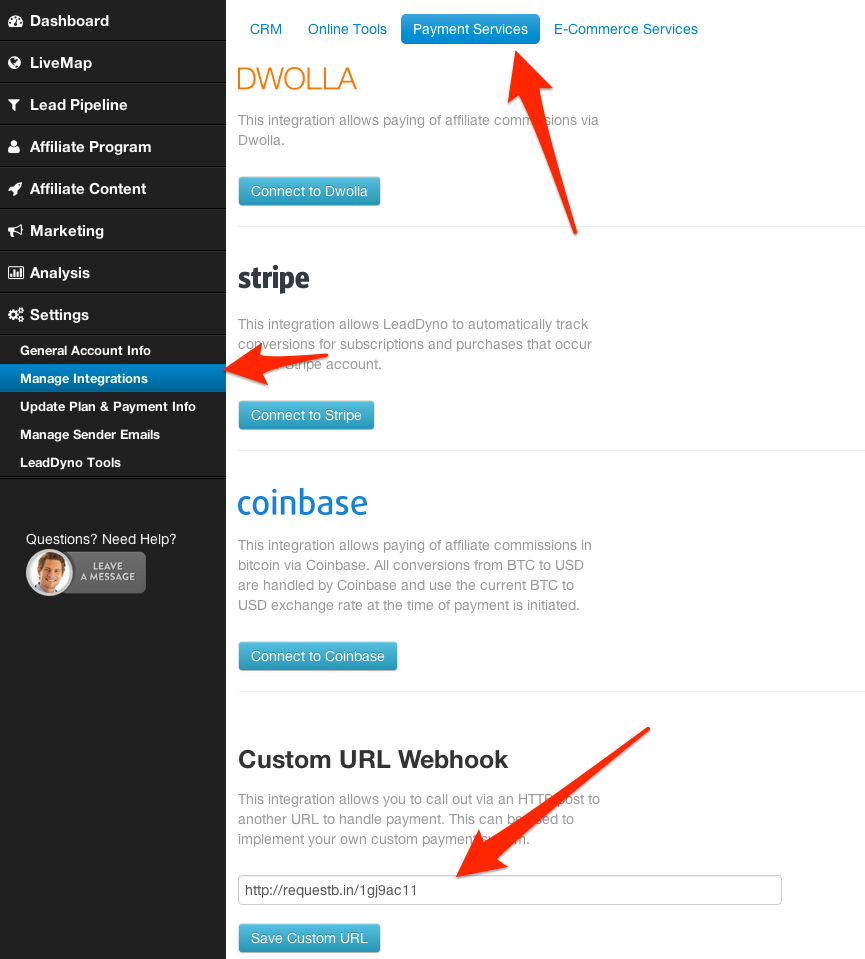 Dashboard
LiveMap
Lead Pipeline
Affiliate Program
Affiliate Content
Marketing
Analysis
Settings
General Account Info
Manage Integrations
Update Plan & Payment Info
Manage Sender Emails
LeadDyno Tools
Questions? Need Help?
LEAVE
A MESSAGE
CRM Online Tools Payment Services E-Commerce Services
DWOLLA
This integration allows paying of affiliate commissions via
Dwolla.
Connect to Dwolla
stripe
This integration allows LeadDyno to automatically track
conversions for subscriptions and purchases that occur
Stripe account.
Connect to Stripe
coinbase
This integration allows paying of affiliate commissions in
bitcoin via Coinbase. All conversions from BTC to USD
are handled by Coinbase and use the current BTC to
USD exchange rate at the time of payment is initiated.
Connect to Coinbase
Custom URL Webhook
This integration allows you to call out via an HTTP post to
another URL to handle payment. This can be used to
implement your own custom payment system.
http://requestb.in/1gj9ac11
Save Custom URL